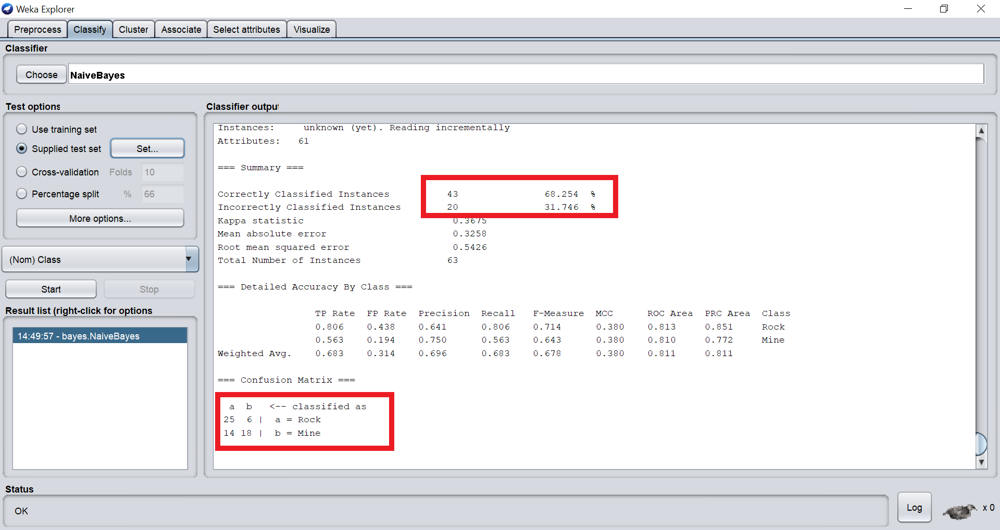 Weka Explorer
Preprocess Classify Cluster Associate Select attributes Visualize
Classifier
Choose NaiveBayes
Test options
Use training set
Supplied test set Set...
Cross-validation Folds 10
Percentage split % 66
More options...
(Nom) Class
Start Stop
Result list (right-click for options
14:49:57 - bayes.NaiveBayes
Classifier output
Instances: unknown (yet). Reading incrementally
Attributes: 61
=== Summary ===
Correctly Classified Instances 43 68.254 %
Incorrectly Classified Instances 20 31.746 %
Kappa statistic 0.3675
Mean absolute error 0.3258
Root mean squared error 0.5426
Total Number of Instances 63
=== Detailed Accuracy By Class ===
TP Rate FP Rate Precision Recall F-Measure MCC ROC Area PRC Area Class
0.806 0.438 0.641 0.806 0.714 0.380 0.813 0.851 Rock
0.563 0.194 0.750 0.563 0.643 0.380 0.810 0.772 Mine
Weighted Avg. 0.683 0.314 0.696 0.683 0.678 0.380 0.811 0.811
=== Confusion Matrix ===
a b <-- classified as
25 6 | a = Rock
14 18 | b = Mine
Status
OK
Log x 0